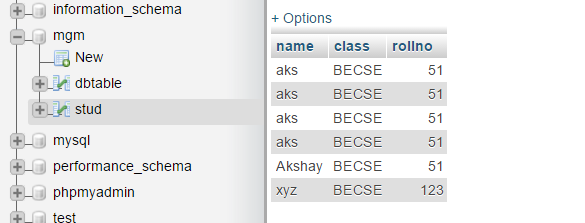 information_schema
mgm
New
dbtable
stud
mysql
performance_schema
phpmyadmin
test
+ Options
name class rollno
aks BECSE 51
aks BECSE 51
aks BECSE 51
aks BECSE 51
Akshay BECSE 51
xyz BECSE 123